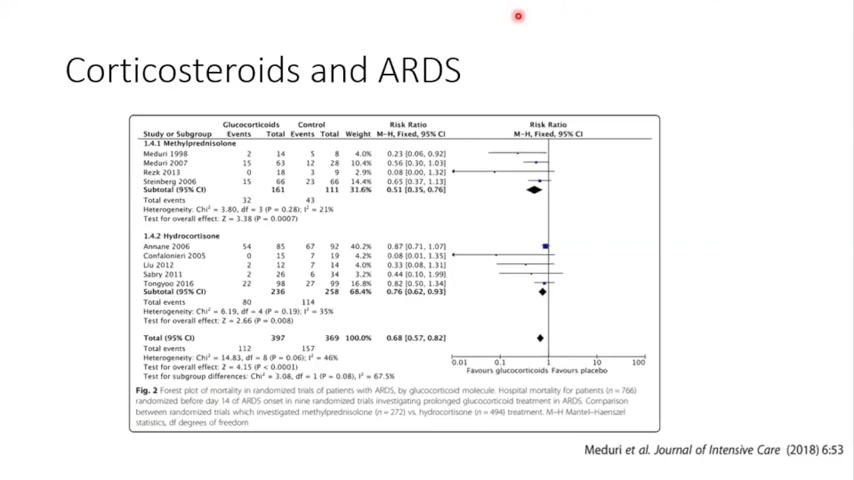 Corticosteroids and ARDS
Glucocorticoids Control Risk Ratio Risk Ratio
Study or Subgroup Events Total Events Total Weight M-H, Fixed, 95% CI M-H, Fixed, 95% CI
1.4.1 Methylprednisolone
Meduri 1998 2 14 5 8 4.0% 0.23 [0.06, 0.92]
Meduri 2007 15 63 12 28 10.4% 0.56 [0.30, 1.03]
Rezk 2013 0 18 3 9 2.9% 0.08 [0.00, 1.32]
Steinberg 2006 15 66 23 66 14.4% 0.65 [0.37, 1.13]
Subtotal (95% CI) 161 111 31.6% 0.51 [0.35, 0.76]
Total events 32 43
Heterogeneity: Chi² = 3.80, df = 3 (P = 0.28); I² = 21%
Test for overall effect: Z = 3.38 (P = 0.0007)
1.4.2 Hydrocortisone
Annane 2006 54 85 67 92 40.2% 0.87 [0.71, 1.07]
Confalonieri 2005 0 15 7 19 4.2% 0.08 [0.01, 1.35]
Liu 2012 2 12 7 14 4.0% 0.33 [0.08, 1.31]
Sabry 2011 2 26 6 34 3.2% 0.44 [0.10, 1.99]
Tongyoo 2016 22 98 27 99 16.8% 0.82 [0.50, 1.34]
Subtotal (95% CI) 236 258 68.4% 0.76 [0.62, 0.93]
Total events 80 114
Heterogeneity: Chi² = 6.19, df = 4 (P = 0.19); I² = 35%
Test for overall effect: Z = 2.66 (P = 0.008)
Total (95% CI) 397 369 100.0% 0.68 [0.57, 0.82]
Total events 112 157
Heterogeneity: Chi² = 14.83, df = 8 (P = 0.06); I² = 46%
Test for overall effect: Z = 4.15 (P < 0.0001)
Test for subgroup differences: Chi² = 3.08, df = 1 (P = 0.08), I² = 67.5%
0.01 0.1 1 10 100
Favours glucocorticoids Favours placebo
Fig. 2 Forest plot of mortality in randomized trials of patients with ARDS, by glucocorticoid molecule. Hospital mortality for patients (n = 766)
randomized before day 14 of ARDS onset in nine randomized trials investigating prolonged glucocorticoid treatment in ARDS. Comparison
between randomized trials which investigated methylprednisolone (n = 272) vs. hydrocortisone (n = 494) treatment. M–H Mantel–Haenszel
statistics, df degrees of freedom
Meduri et al. Journal of Intensive Care (2018) 6:53